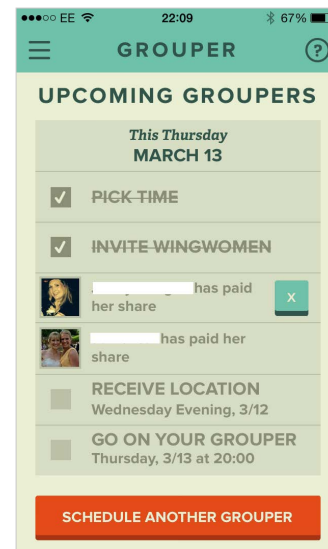 EE 22:09 67%
GROUPER ?
UPCOMING GROUPERS
This Thursday
MARCH 13
PICK TIME
INVITE WINGWOMEN
has paid
her share
X
has paid her
share
RECEIVE LOCATION
Wednesday Evening, 3/12
GO ON YOUR GROUPER
Thursday, 3/13 at 20:00
SCHEDULE ANOTHER GROUPER